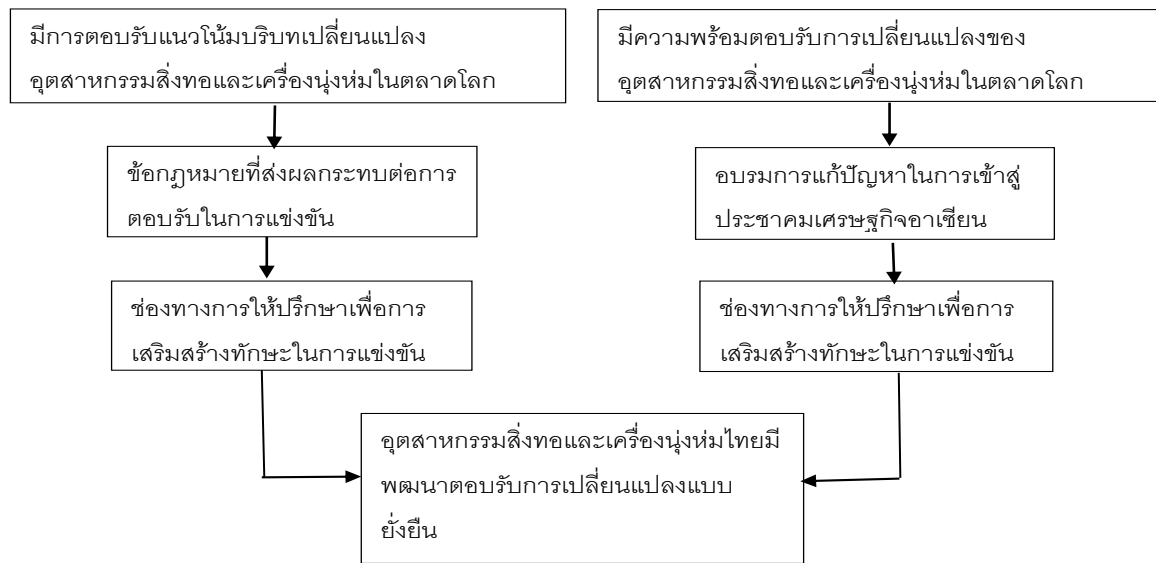 มีการตอบรับแนวโน้มบริบทเปลี่ยนแปลง
อุตสาหกรรมสิ่งทอและเครื่องนุ่งห่มในตลาดโลก
มีความพร้อมตอบรับการเปลี่ยนแปลงของ
อุตสาหกรรมสิ่งทอและเครื่องนุ่งห่มในตลาดโลก
ข้อกฎหมายที่ส่งผลกระทบต่อการ
ตอบรับในการแข่งขัน
อบรมการแก้ปัญหาในการเข้าสู่
ประชาคมเศรษฐกิจอาเซียน
ช่องทางการให้ปรึกษาเพื่อการ
เสริมสร้างทักษะในการแข่งขัน
ช่องทางการให้ปรึกษาเพื่อการ
เสริมสร้างทักษะในการแข่งขัน
อุตสาหกรรมสิ่งทอและเครื่องนุ่งห่มไทยมี
พฒนาตอบรับการเปลี่ยนแปลงแบบ
ยั่งยืน